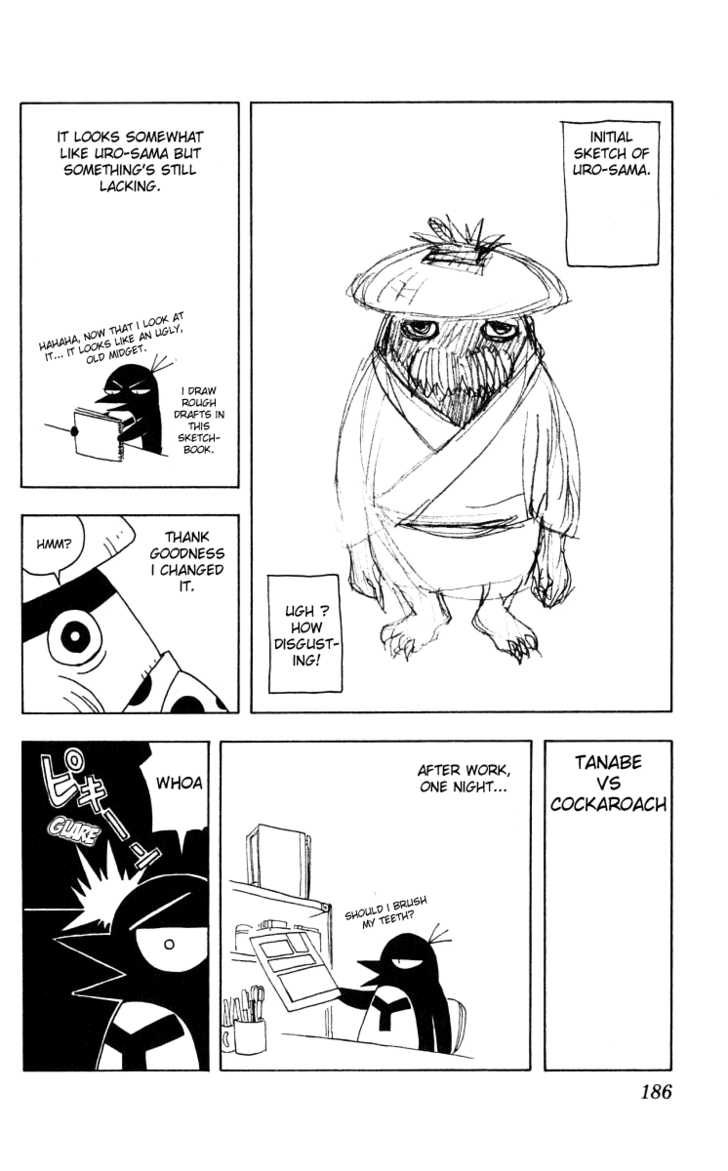 INITIAL
SKETCH OF
URO-SAMA.
UGH ?
HOW
DISGUST-
ING!
IT LOOKS SOMEWHAT
LIKE URO-SAMA BUT
SOMETHING'S STILL
LACKING.
HAHAHA, NOW THAT I LOOK AT
IT... IT LOOKS LIKE AN UGLY,
OLD MIDGET.
I DRAW
ROUGH
DRAFTS IN
THIS
SKETCH-
BOOK.
THANK
GOODNESS
I CHANGED
IT.
HMM?
TANABE
VS
COCKAROACH
AFTER WORK,
ONE NIGHT...
SHOULD I BRUSH
MY TEETH?
WHOA
ピキーン
GLARE
186